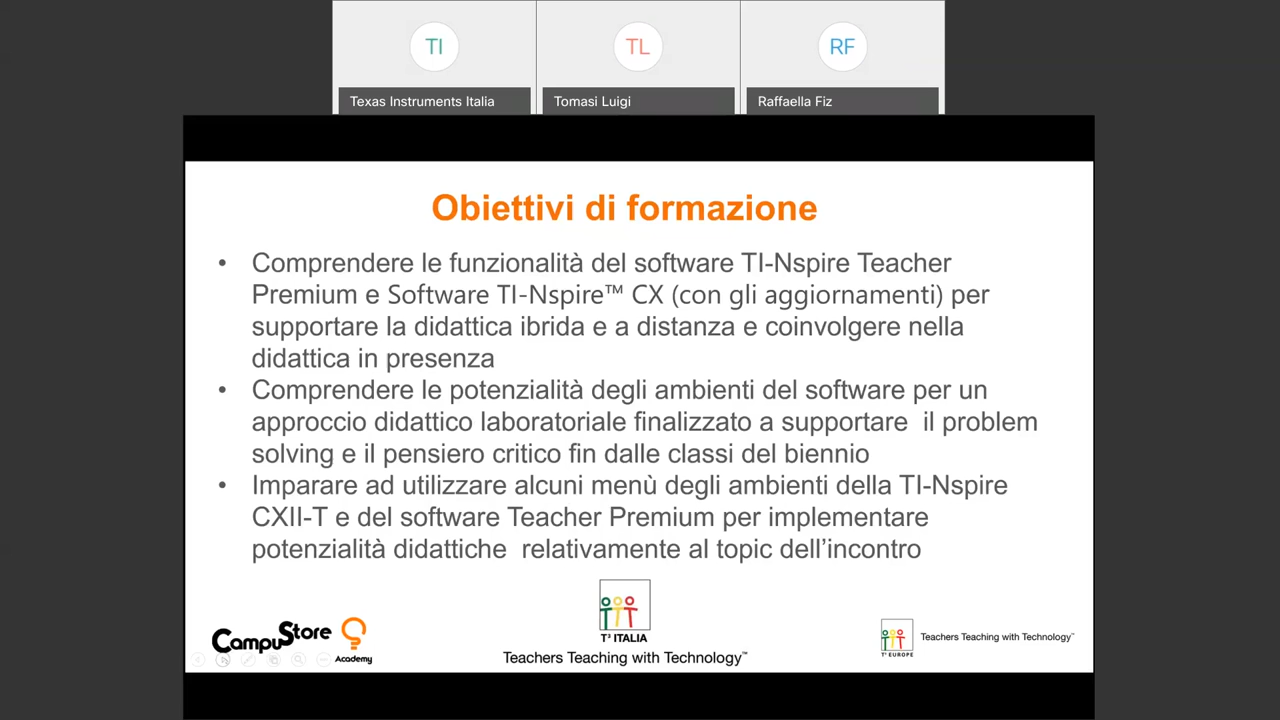 TI
TL
RF
Texas Instruments Italia
Tomasi Luigi
Raffaella Fiz
Obiettivi di formazione
• Comprendere le funzionalità del software TI-Nspire Teacher
Premium e Software TI-Nspire™ CX (con gli aggiornamenti) per
supportare la didattica ibrida e a distanza e coinvolgere nella
didattica in presenza
• Comprendere le potenzialità degli ambienti del software per un
approccio didattico laboratoriale finalizzato a supportare  il problem
solving e il pensiero critico fin dalle classi del biennio
• Imparare ad utilizzare alcuni menù degli ambienti della TI-Nspire
CXII-T e del software Teacher Premium per implementare
potenzialità didattiche  relativamente al topic dell’incontro
CampuStore
Academy
T³ ITALIA
Teachers Teaching with Technology™
T³ EUROPE
Teachers Teaching with Technology™